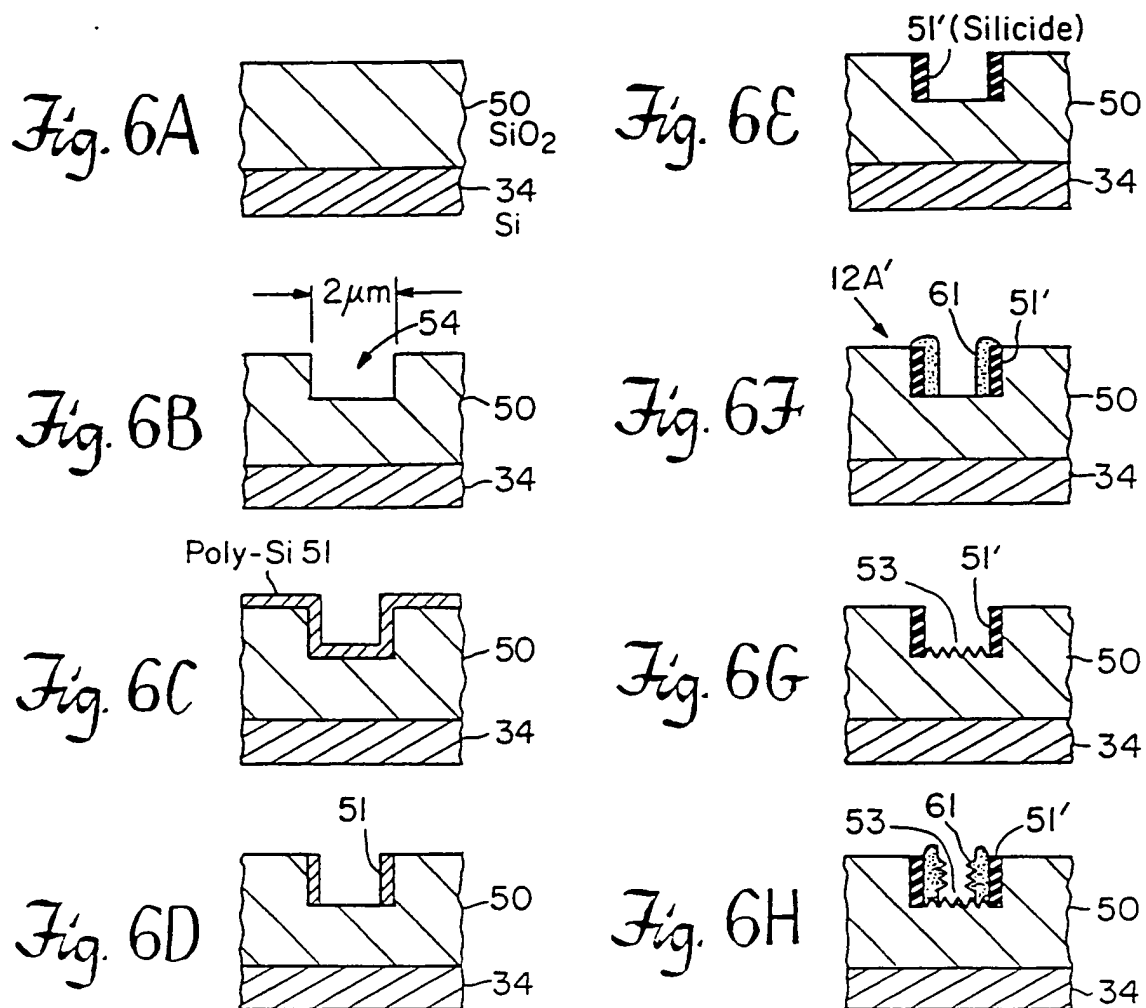 Fig. 6A
50
SiO2
34
Si
Fig. 6B
2μm
54
50
34
Fig. 6C
Poly-Si 51
50
34
Fig. 6D
51
50
34
Fig. 6E
51′(Silicide)
50
34
Fig. 6F
12A′
61
51′
50
34
Fig. 6G
53
51′
50
34
Fig. 6H
53
61
51′
50
34